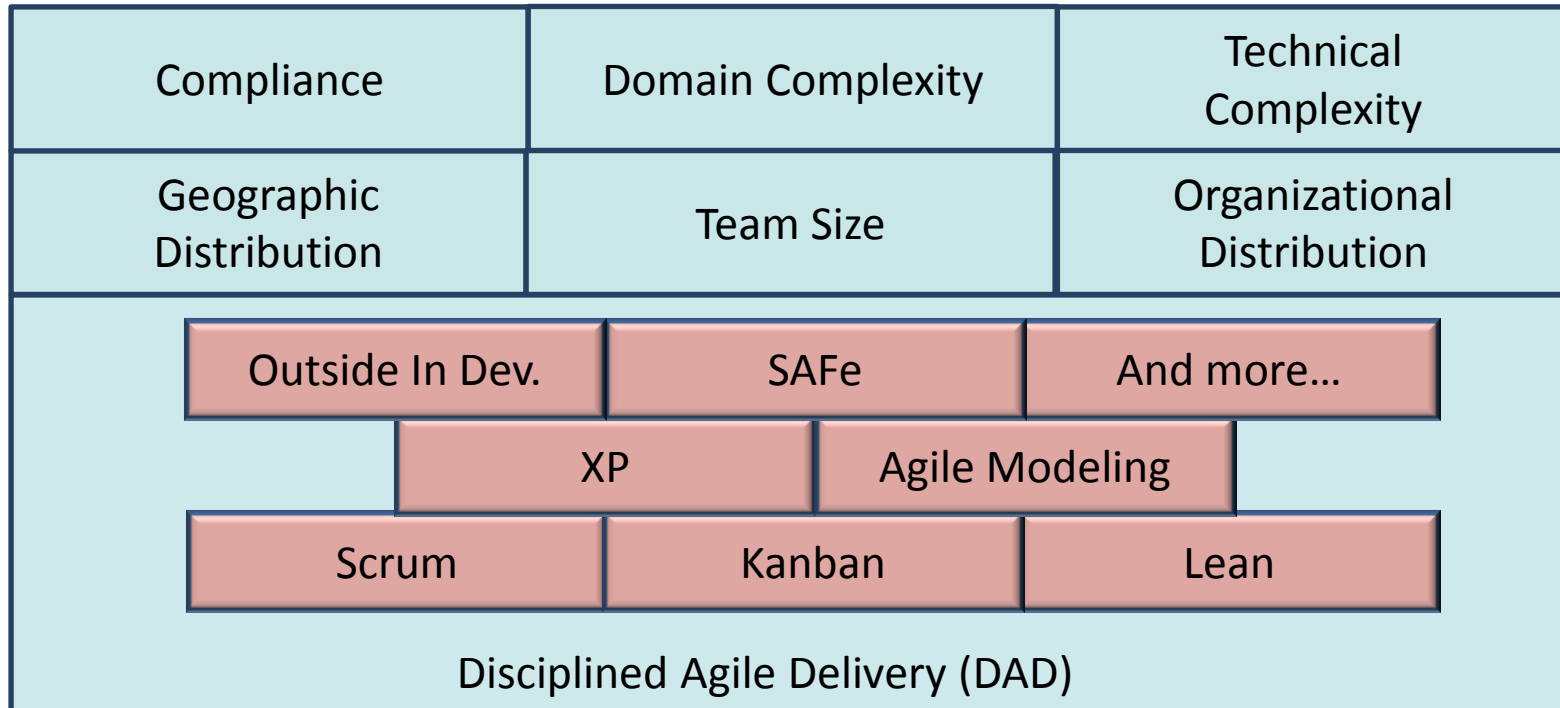 Compliance
Domain Complexity
Technical
Complexity
Geographic
Distribution
Team Size
Organizational
Distribution
Outside In Dev.
SAFe
And more…
XP
Agile Modeling
Scrum
Kanban
Lean
Disciplined Agile Delivery (DAD)